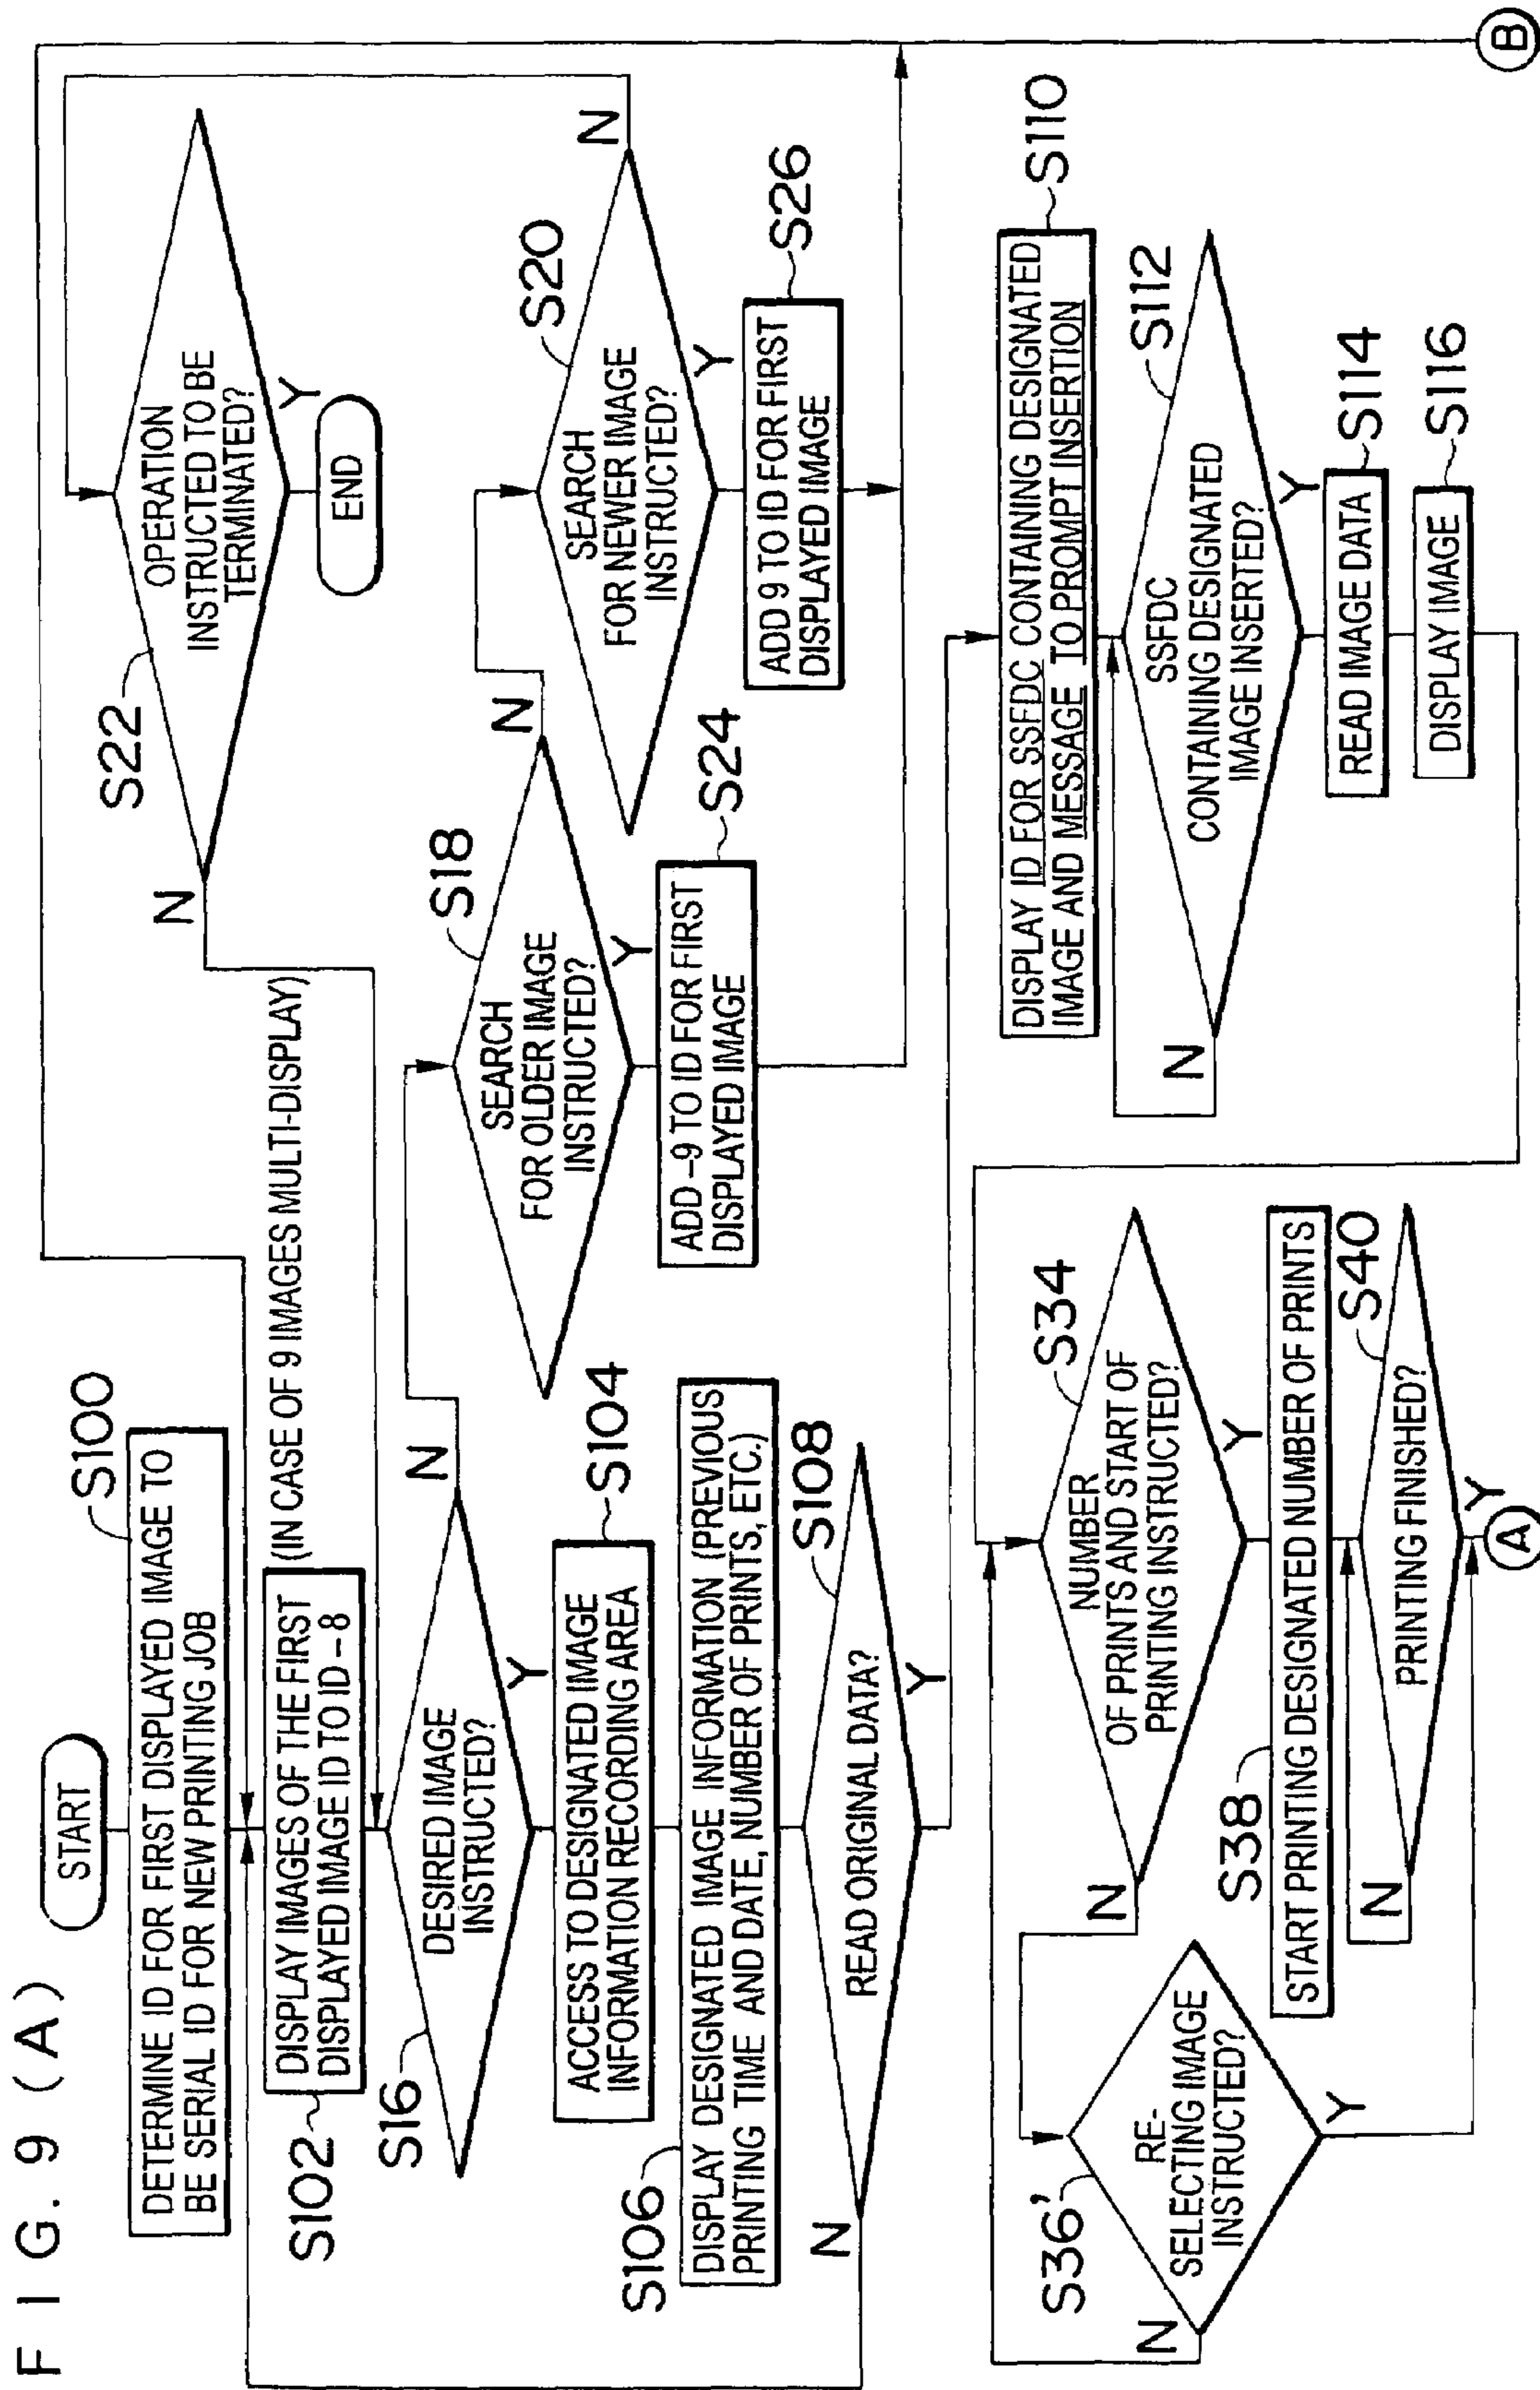 FIG. 9 (A)
START
S100
DETERMINE ID FOR FIRST DISPLAYED IMAGE TO
BE SERIAL ID FOR NEW PRINTING JOB
S102
DISPLAY IMAGES OF THE FIRST
DISPLAYED IMAGE ID TO ID-8
(IN CASE OF 9 IMAGES MULTI-DISPLAY)
S16
DESIRED IMAGE
INSTRUCTED?
N
Y
S104
ACCESS TO DESIGNATED IMAGE
INFORMATION RECORDING AREA
S106
DISPLAY DESIGNATED IMAGE INFORMATION (PREVIOUS
PRINTING TIME AND DATE, NUMBER OF PRINTS, ETC.)
S108
READ ORIGINAL DATA?
N
Y
S22
OPERATION
INSTRUCTED TO BE
TERMINATED?
N
Y
END
S18
SEARCH
FOR OLDER IMAGE
INSTRUCTED?
N
Y
S24
ADD -9 TO ID FOR FIRST
DISPLAYED IMAGE
S20
SEARCH
FOR NEWER IMAGE
INSTRUCTED?
N
Y
S26
ADD 9 TO ID FOR FIRST
DISPLAYED IMAGE
S110
DISPLAY ID FOR SSFDC CONTAINING DESIGNATED
IMAGE AND MESSAGE TO PROMPT INSERTION
S112
SSFDC
CONTAINING DESIGNATED
IMAGE INSERTED?
N
Y
S114
READ IMAGE DATA
S116
DISPLAY IMAGE
S34
NUMBER
OF PRINTS AND START OF
PRINTING INSTRUCTED?
N
Y
S36'
RE-
SELECTING IMAGE
INSTRUCTED?
N
Y
S38
START PRINTING DESIGNATED NUMBER OF PRINTS
S40
PRINTING FINISHED?
N
Y
A
B